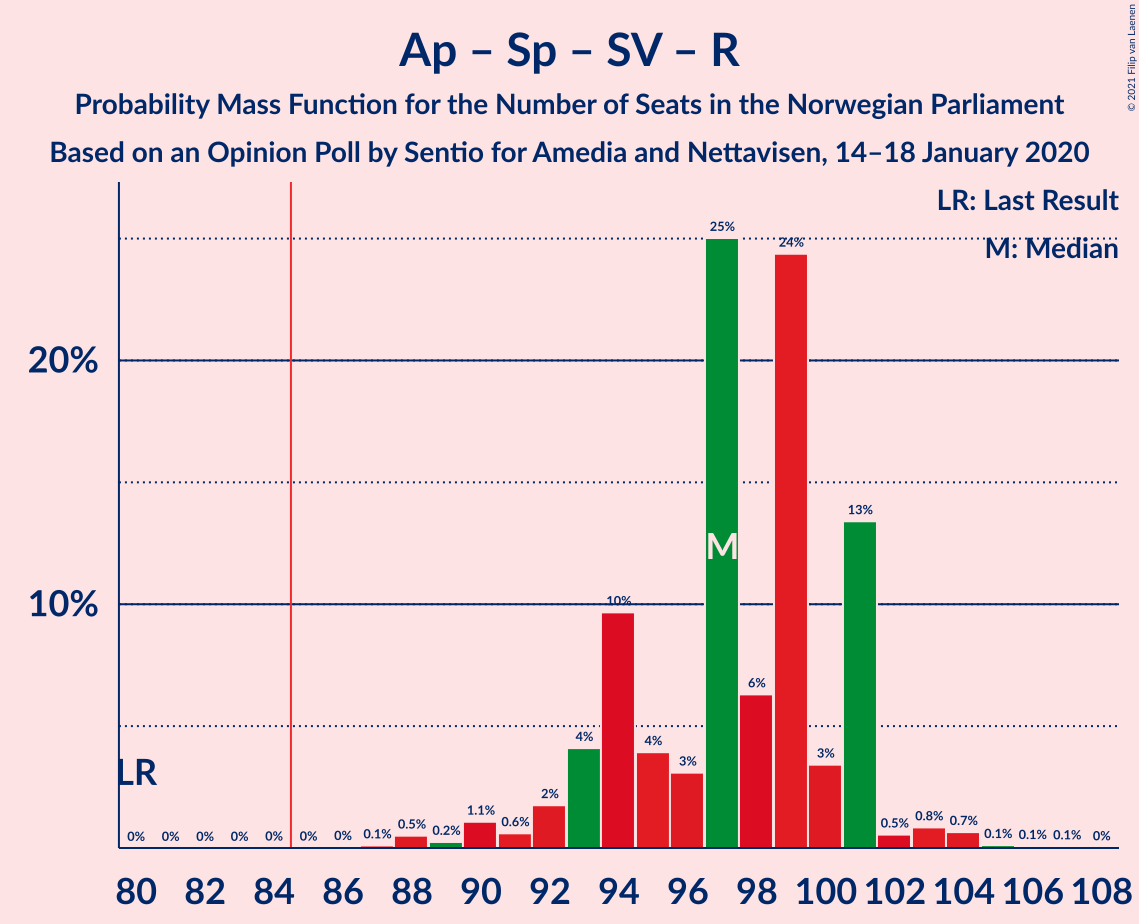 © 2021 Filip van Laenen
Ap – Sp – SV – R
Probability Mass Function for the Number of Seats in the Norwegian Parliament
Based on an Opinion Poll by Sentio for Amedia and Nettavisen, 14–18 January 2020
LR: Last Result
M: Median
25%
24%
20%
M
13%
10%
10%
6%
4%
4%
3%
3%
LR
2%
0% 0% 0% 0% 0% 0% 0% 0.1% 0.5% 0.2% 1.1% 0.6% 0.5% 0.8% 0.7% 0.1% 0.1% 0.1% 0%
80 82 84 86 88 90 92 94 96 98 100 102 104 106 108